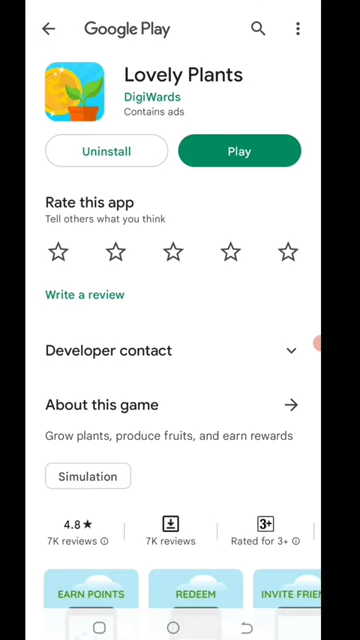 Google Play
Lovely Plants
DigiWards
Contains ads
Uninstall
Play
Rate this app
Tell others what you think
Write a review
Developer contact
About this game
Grow plants, produce fruits, and earn rewards
Simulation
4.8★
7K reviews
7K reviews
3+
Rated for 3+
EARN POINTS
REDEEM
INVITE FRIEN